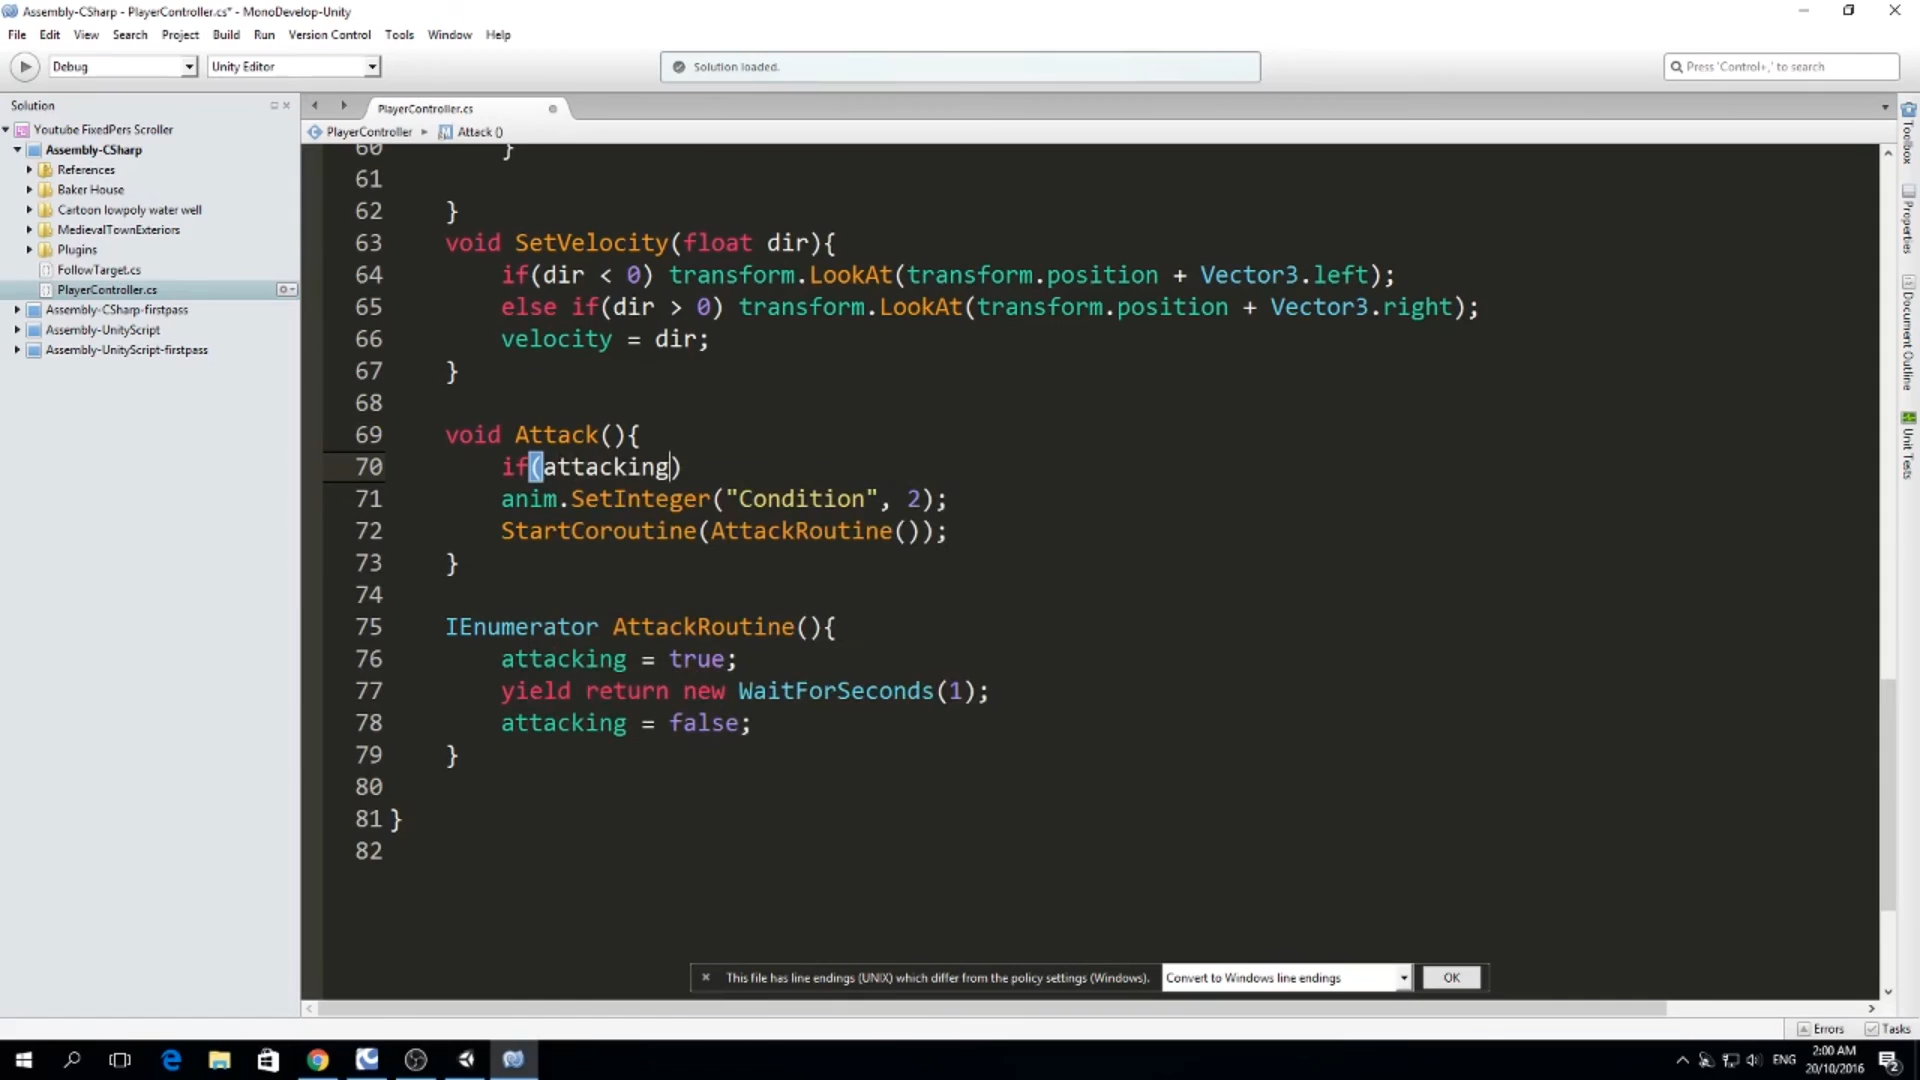 Assembly-CSharp - PlayerController.cs* - MonoDevelop-Unity
File Edit View Search Project Build Run Version Control Tools Window Help
Debug Unity Editor Solution loaded. Press 'Control+,' to search
Solution
Youtube FixedPers Scroller
Assembly-CSharp
References
Baker House
Cartoon lowpoly water well
MedievalTownExteriors
Plugins
FollowTarget.cs
PlayerController.cs
Assembly-CSharp-firstpass
Assembly-UnityScript
Assembly-UnityScript-firstpass
PlayerController.cs
PlayerController Attack ()
60 }
61
62 }
63 void SetVelocity(float dir){
64 if(dir < 0) transform.LookAt(transform.position + Vector3.left);
65 else if(dir > 0) transform.LookAt(transform.position + Vector3.right);
66 velocity = dir;
67 }
68
69 void Attack(){
70 if(attacking)
71 anim.SetInteger("Condition", 2);
72 StartCoroutine(AttackRoutine());
73 }
74
75 IEnumerator AttackRoutine(){
76 attacking = true;
77 yield return new WaitForSeconds(1);
78 attacking = false;
79 }
80
81 }
82
This file has line endings (UNIX) which differ from the policy settings (Windows). Convert to Windows line endings OK
Toolbox
Properties
Document Outline
Unit Tests
Errors Tasks
ENG 2:00 AM
20/10/2016
2